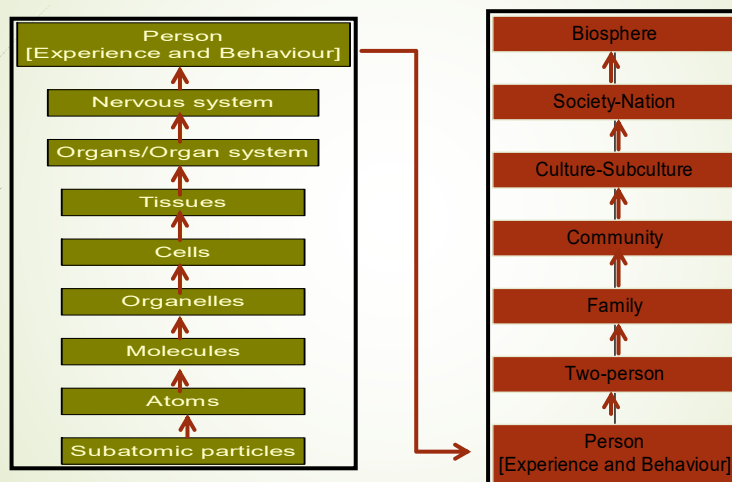 Person
[Experience and Behaviour]
Nervous system
Organs/Organ system
Tissues
Cells
Organelles
Molecules
Atoms
Subatomic particles
Biosphere
Society-Nation
Culture-Subculture
Community
Family
Two-person
Person
[Experience and Behaviour]